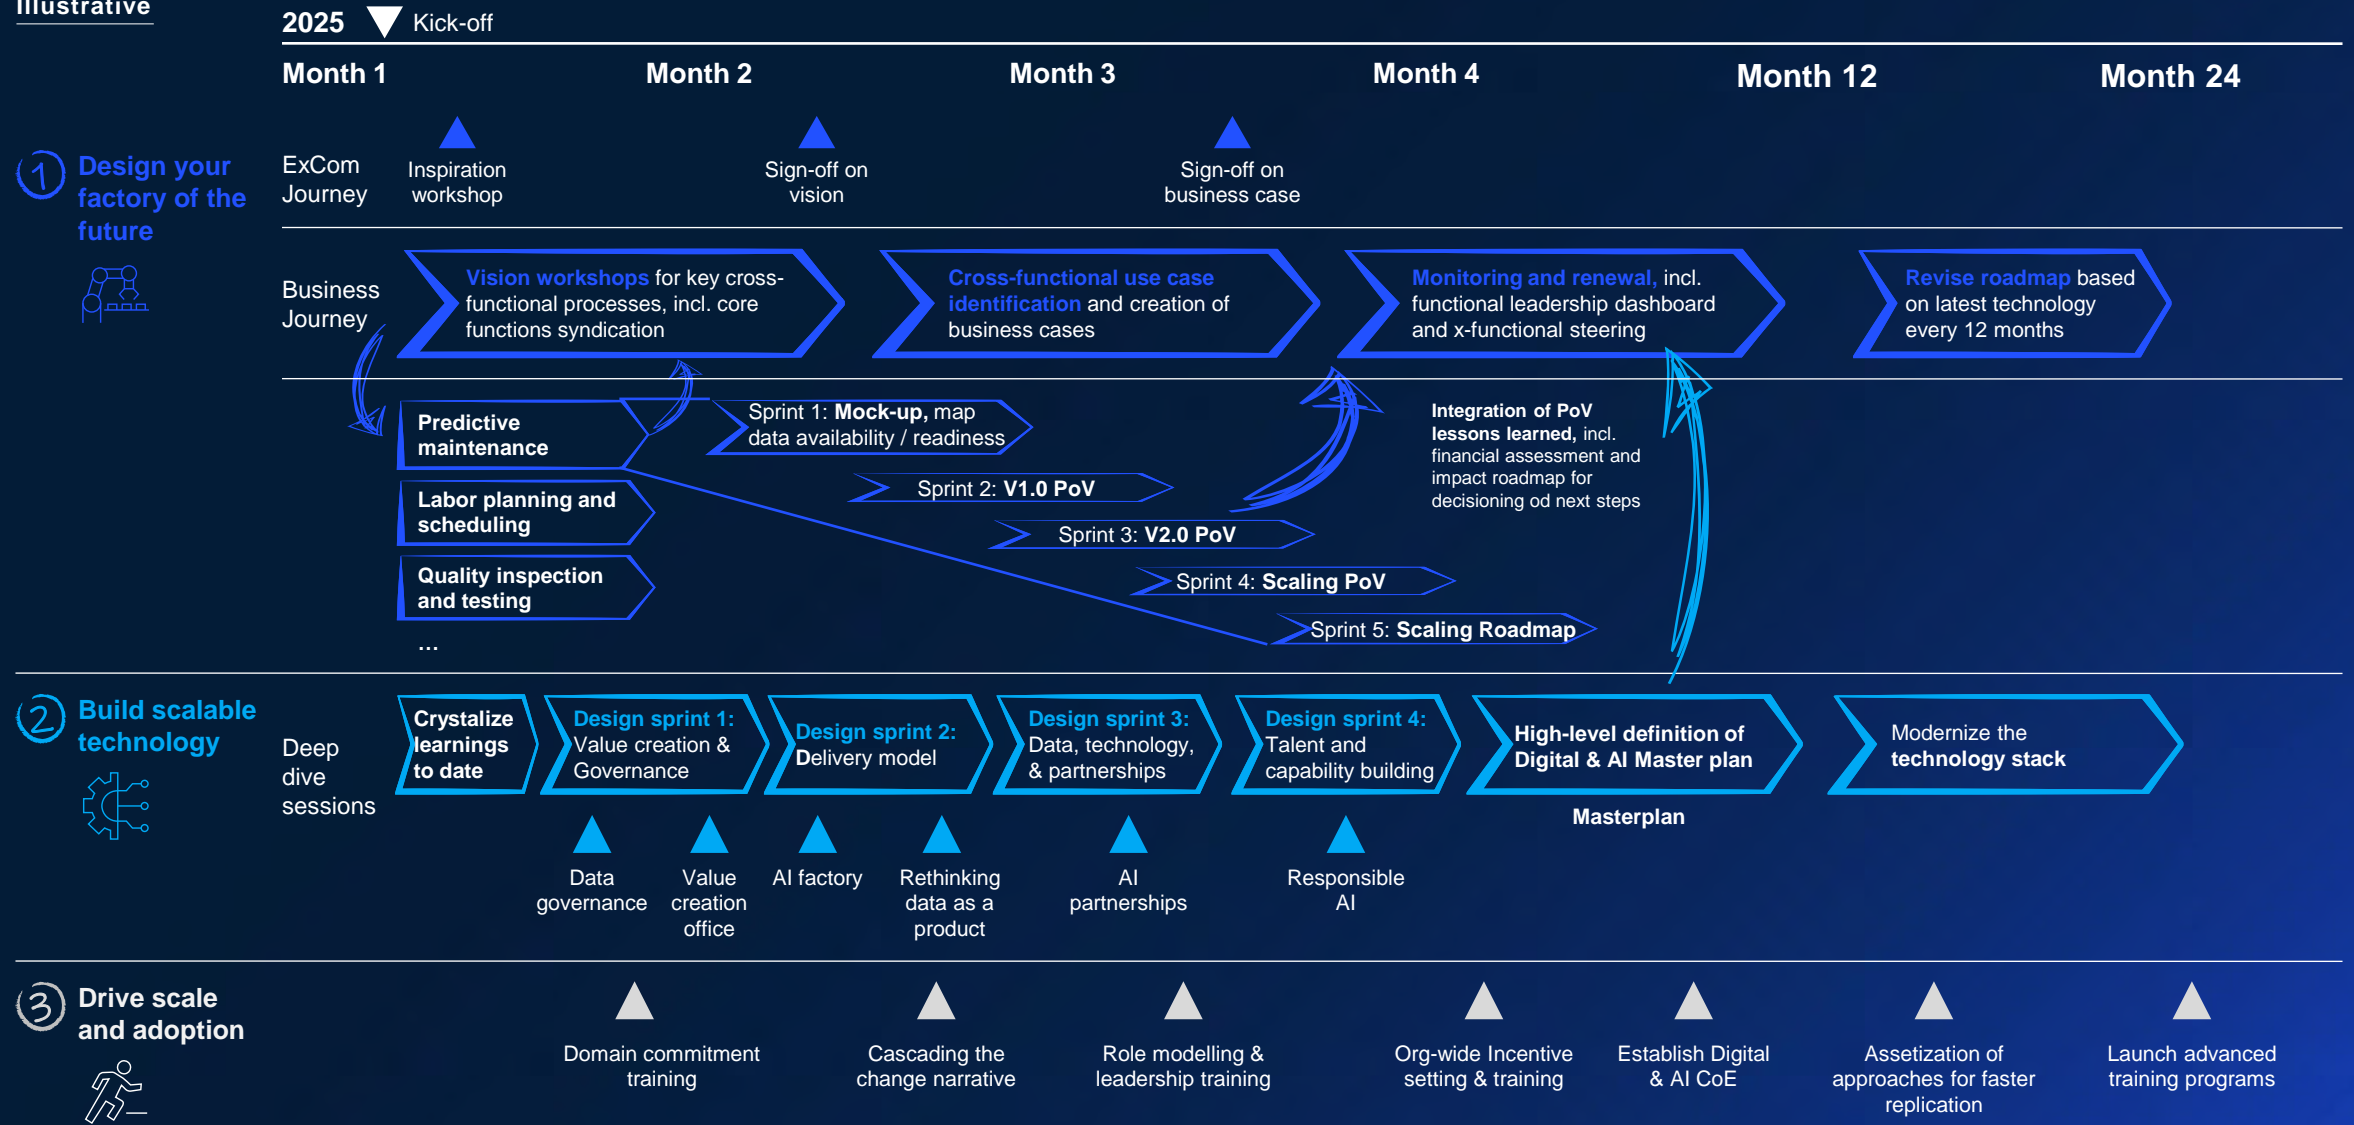 Illustrative
2025
Kick-off
Month 1
Month 2
Month 3
Month 4
Month 12
Month 24
1
Design your
factory of the
future
ExCom
Journey
Inspiration
workshop
Sign-off on
vision
Sign-off on
business case
Business
Journey
Vision workshops for key cross-
functional processes, incl. core
functions syndication
Cross-functional use case
identification and creation of
business cases
Monitoring and renewal, incl.
functional leadership dashboard
and x-functional steering
Revise roadmap based
on latest technology
every 12 months
Predictive
maintenance
Labor planning and
scheduling
Quality inspection
and testing
...
Sprint 1: Mock-up, map
data availability / readiness
Sprint 2: V1.0 PoV
Sprint 3: V2.0 PoV
Sprint 4: Scaling PoV
Sprint 5: Scaling Roadmap
Integration of PoV
lessons learned, incl.
financial assessment and
impact roadmap for
decisioning od next steps
2
Build scalable
technology
Deep
dive
sessions
Crystalize
learnings
to date
Design sprint 1:
Value creation &
Governance
Design sprint 2:
Delivery model
Design sprint 3:
Data, technology,
& partnerships
Design sprint 4:
Talent and
capability building
High-level definition of
Digital & AI Master plan
Masterplan
Modernize the
technology stack
Data
governance
Value
creation
office
AI factory
Rethinking
data as a
product
AI
partnerships
Responsible
AI
3
Drive scale
and adoption
Domain commitment
training
Cascading the
change narrative
Role modelling &
leadership training
Org-wide Incentive
setting & training
Establish Digital
& AI CoE
Assetization of
approaches for faster
replication
Launch advanced
training programs